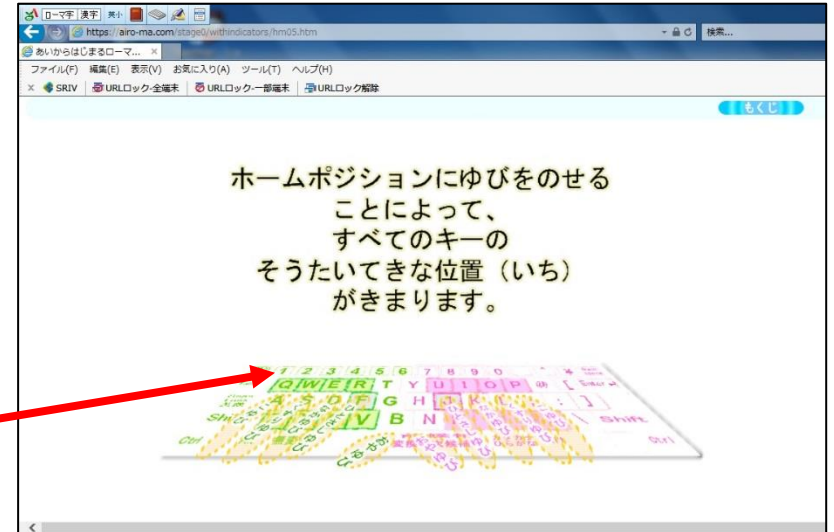 ローマ字 漢字 英小
https://airo-ma.com/stage0/withindicators/hm05.htm
検索...
あいからはじまるローマ... ×
ファイル(F) 編集(E) 表示(V) お気に入り(A) ツール(T) ヘルプ(H)
× SRIV URLロック-全端末 URLロック-一部端末 URLロック解除
もくじ
ホームポジションにゆびをのせる
ことによって、
すべてのキーの
そうたいてきな位置（いち）
がきまります。
1 2 3 4 5 6 7 8 9 0 - ^ ¥
Q W E R T Y U I O P @ [ Enter
A S D F G H J K L ; : ]
V B N \ Shift
Ctrl Ctrl